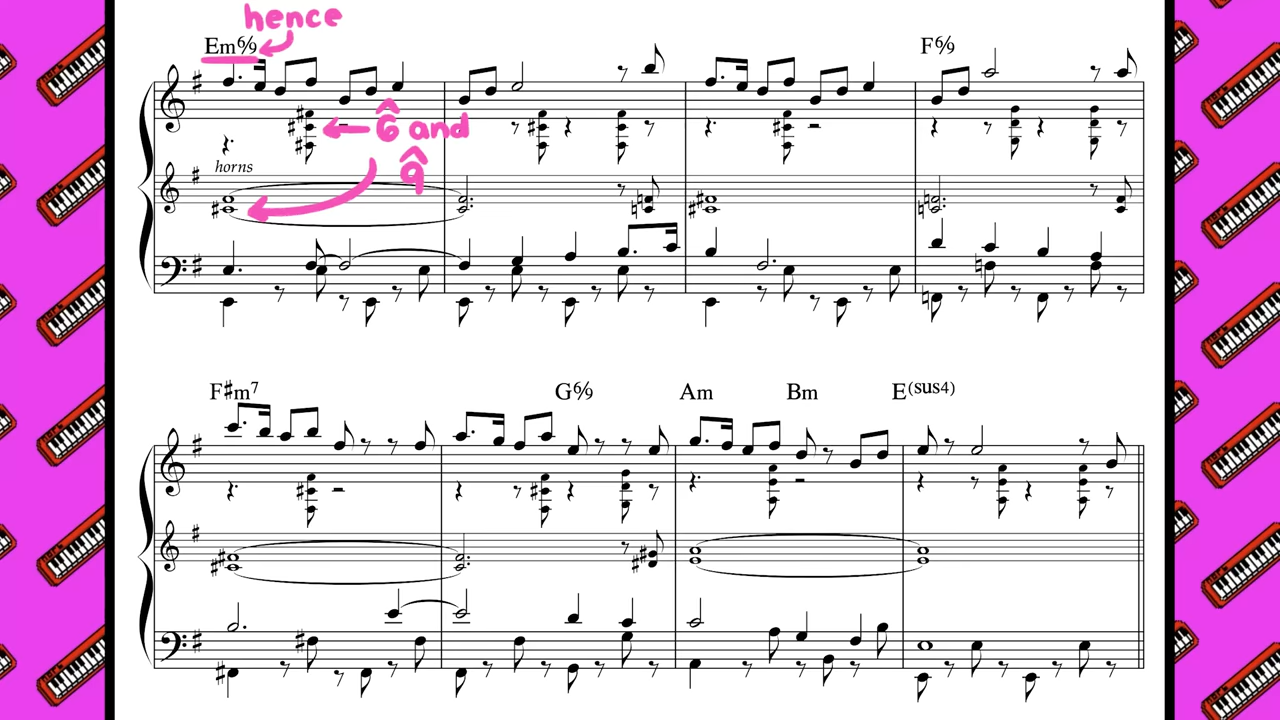 hence
Em6/9 F6/9
6̂ and
horns
9̂
F#m7 G6/9 Am Bm E(sus4)